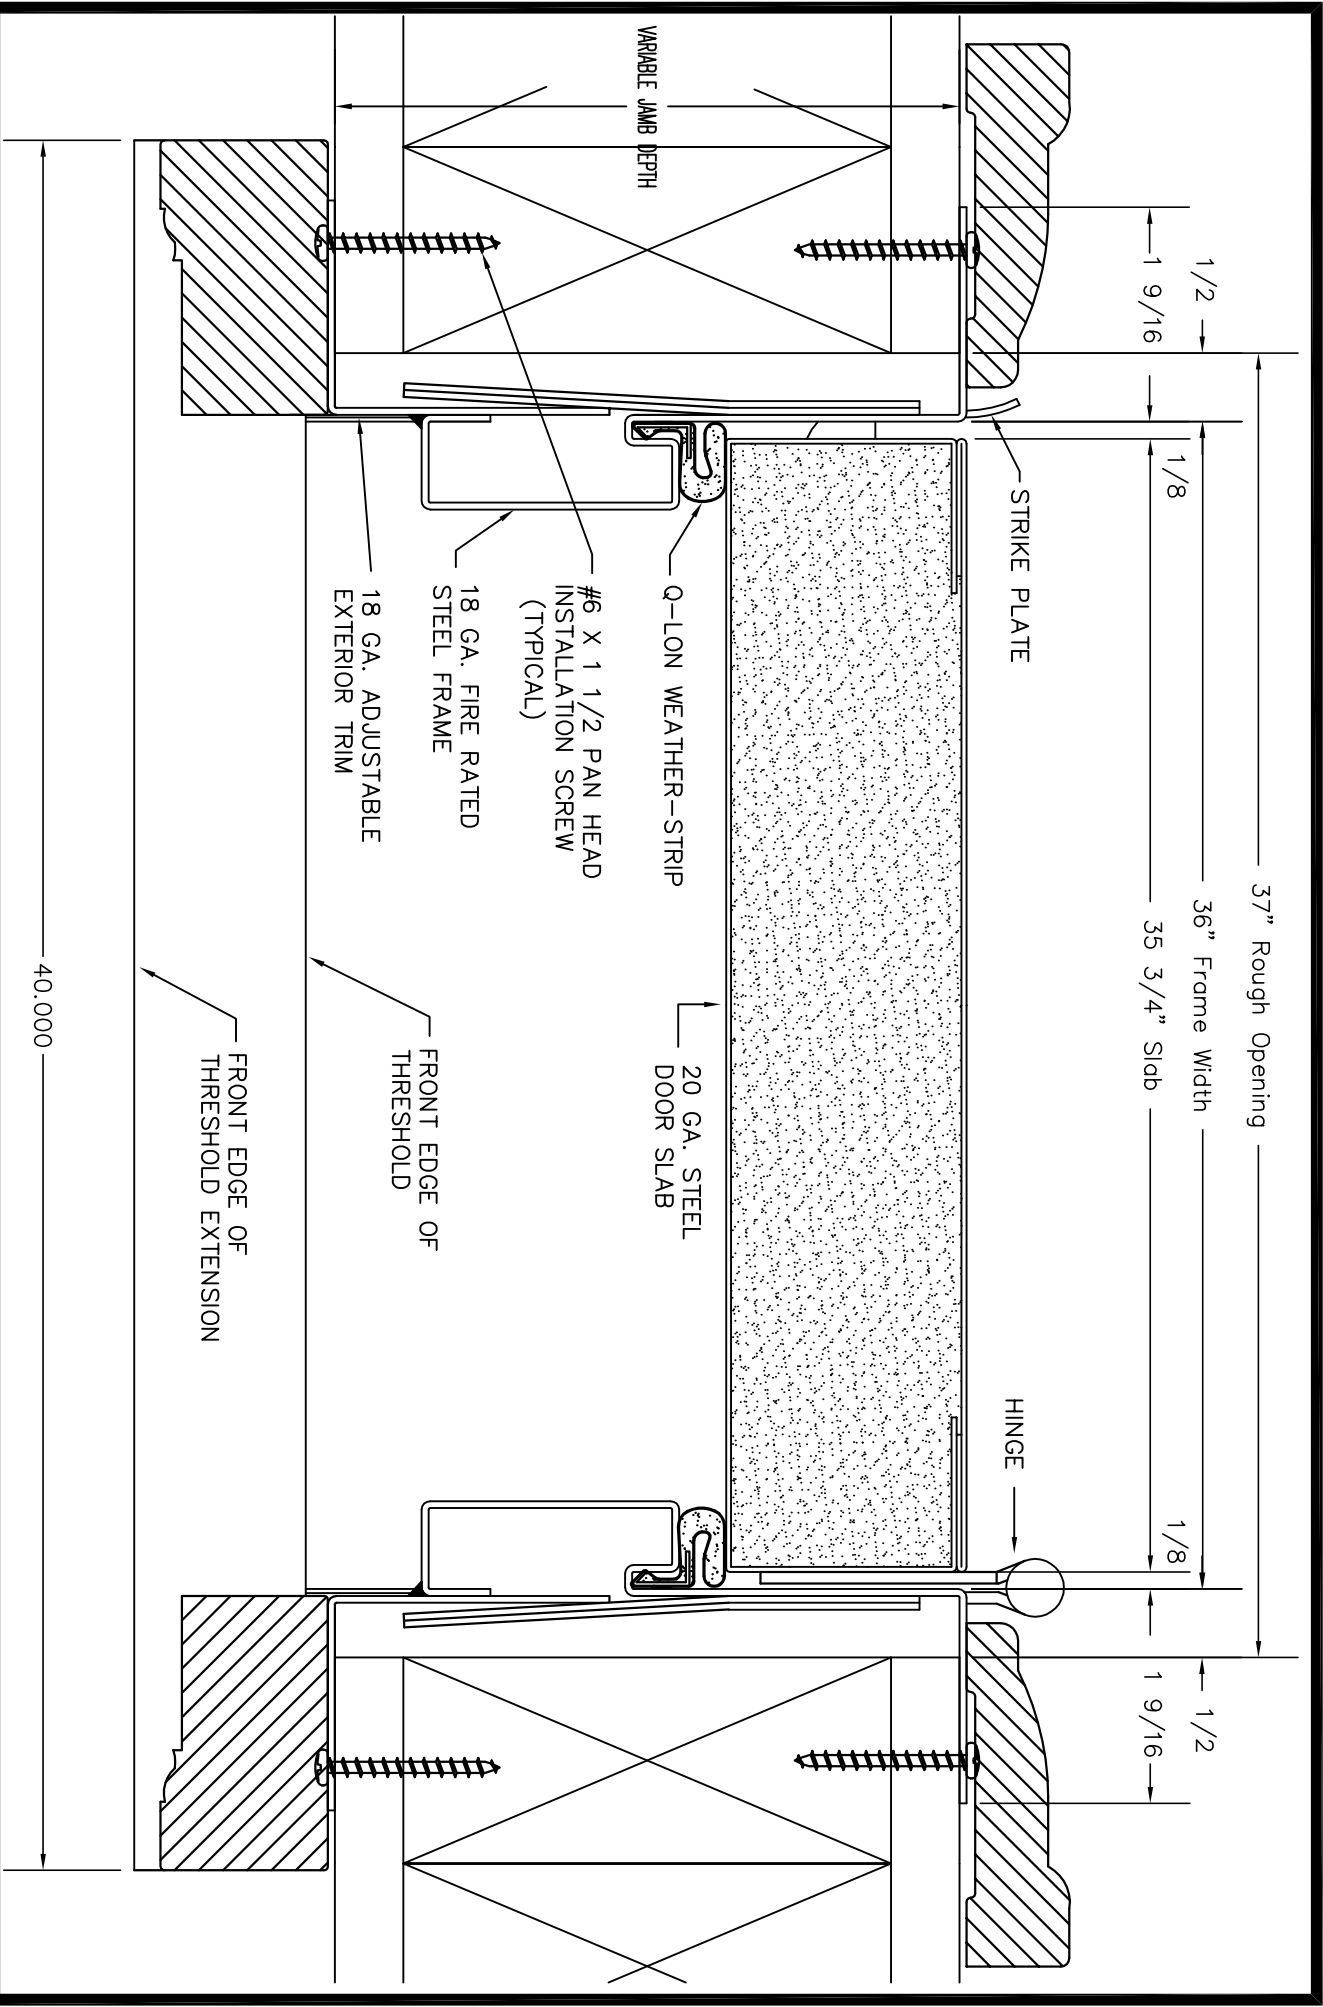 37" Rough Opening
36" Frame Width
35 3/4" Slab
1/2
1 9/16
1/8
1/8
1/2
1 9/16
STRIKE PLATE
HINGE
VARIABLE JAMB DEPTH
Q-LON WEATHER-STRIP
20 GA. STEEL
DOOR SLAB
#6 X 1 1/2 PAN HEAD
INSTALLATION SCREW
(TYPICAL)
18 GA. FIRE RATED
STEEL FRAME
18 GA. ADJUSTABLE
EXTERIOR TRIM
FRONT EDGE OF
THRESHOLD
FRONT EDGE OF
THRESHOLD EXTENSION
40.000